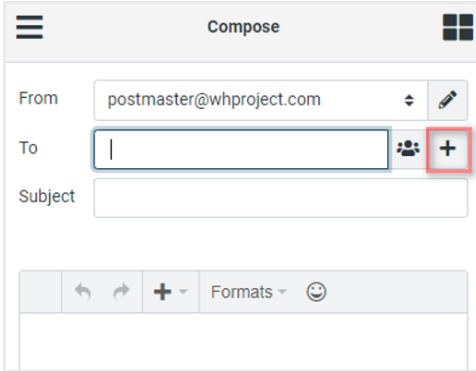 Compose
From postmaster@whproject.com
To
Subject
Formats